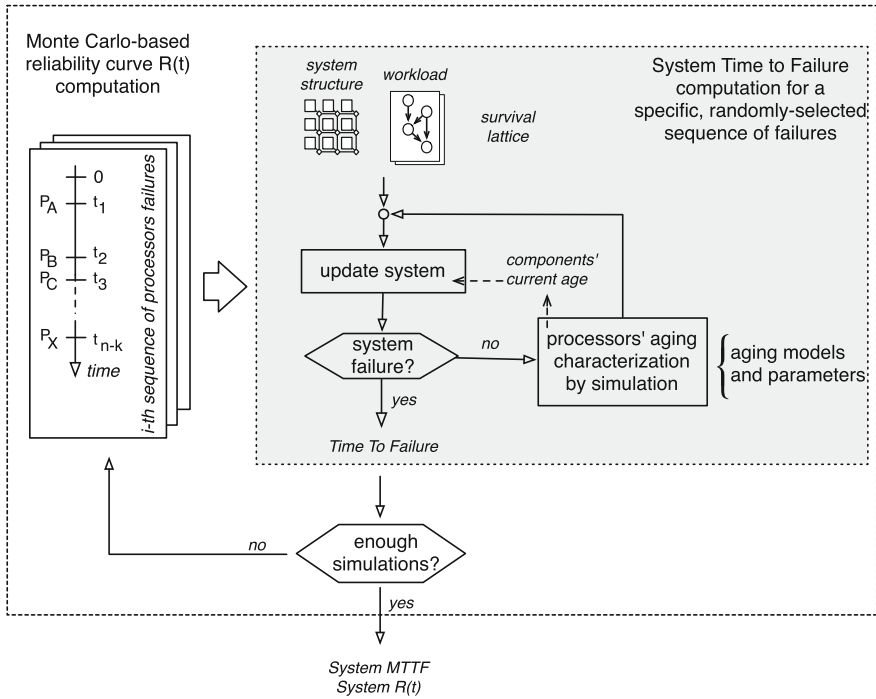 Monte Carlo-based
reliability curve R(t)
computation
0
P_A t_1
P_B t_2
P_C t_3
P_X t_{n-k}
time
i-th sequence of processors failures
system
structure
workload
survival
lattice
System Time to Failure
computation for a
specific, randomly-selected
sequence of failures
update system
components'
current age
system
failure?
no
yes
processors' aging
characterization
by simulation
aging models
and parameters
Time To Failure
enough
simulations?
no
yes
System MTTF
System R(t)